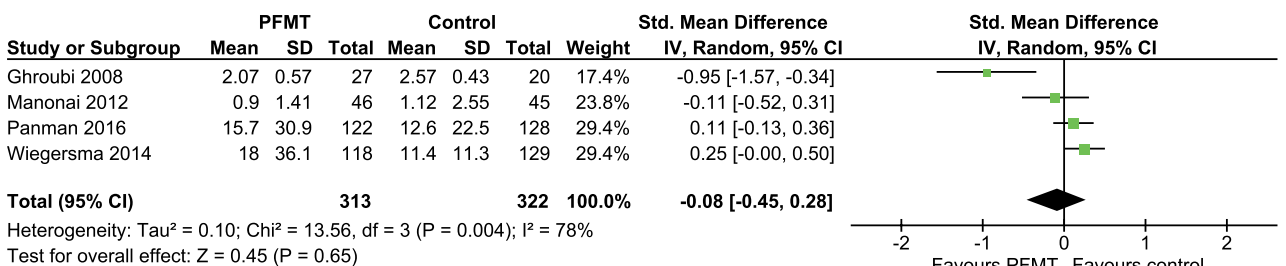 PFMT Control Std. Mean Difference Std. Mean Difference
Study or Subgroup Mean SD Total Mean SD Total Weight IV, Random, 95% CI IV, Random, 95% CI
Ghroubi 2008 2.07 0.57 27 2.57 0.43 20 17.4% -0.95 [-1.57, -0.34]
Manonai 2012 0.9 1.41 46 1.12 2.55 45 23.8% -0.11 [-0.52, 0.31]
Panman 2016 15.7 30.9 122 12.6 22.5 128 29.4% 0.11 [-0.13, 0.36]
Wiegersma 2014 18 36.1 118 11.4 11.3 129 29.4% 0.25 [-0.00, 0.50]
Total (95% CI) 313 322 100.0% -0.08 [-0.45, 0.28]
Heterogeneity: Tau² = 0.10; Chi² = 13.56, df = 3 (P = 0.004); I² = 78%
Test for overall effect: Z = 0.45 (P = 0.65)
-2 -1 0 1 2
Favours PFMT Favours control